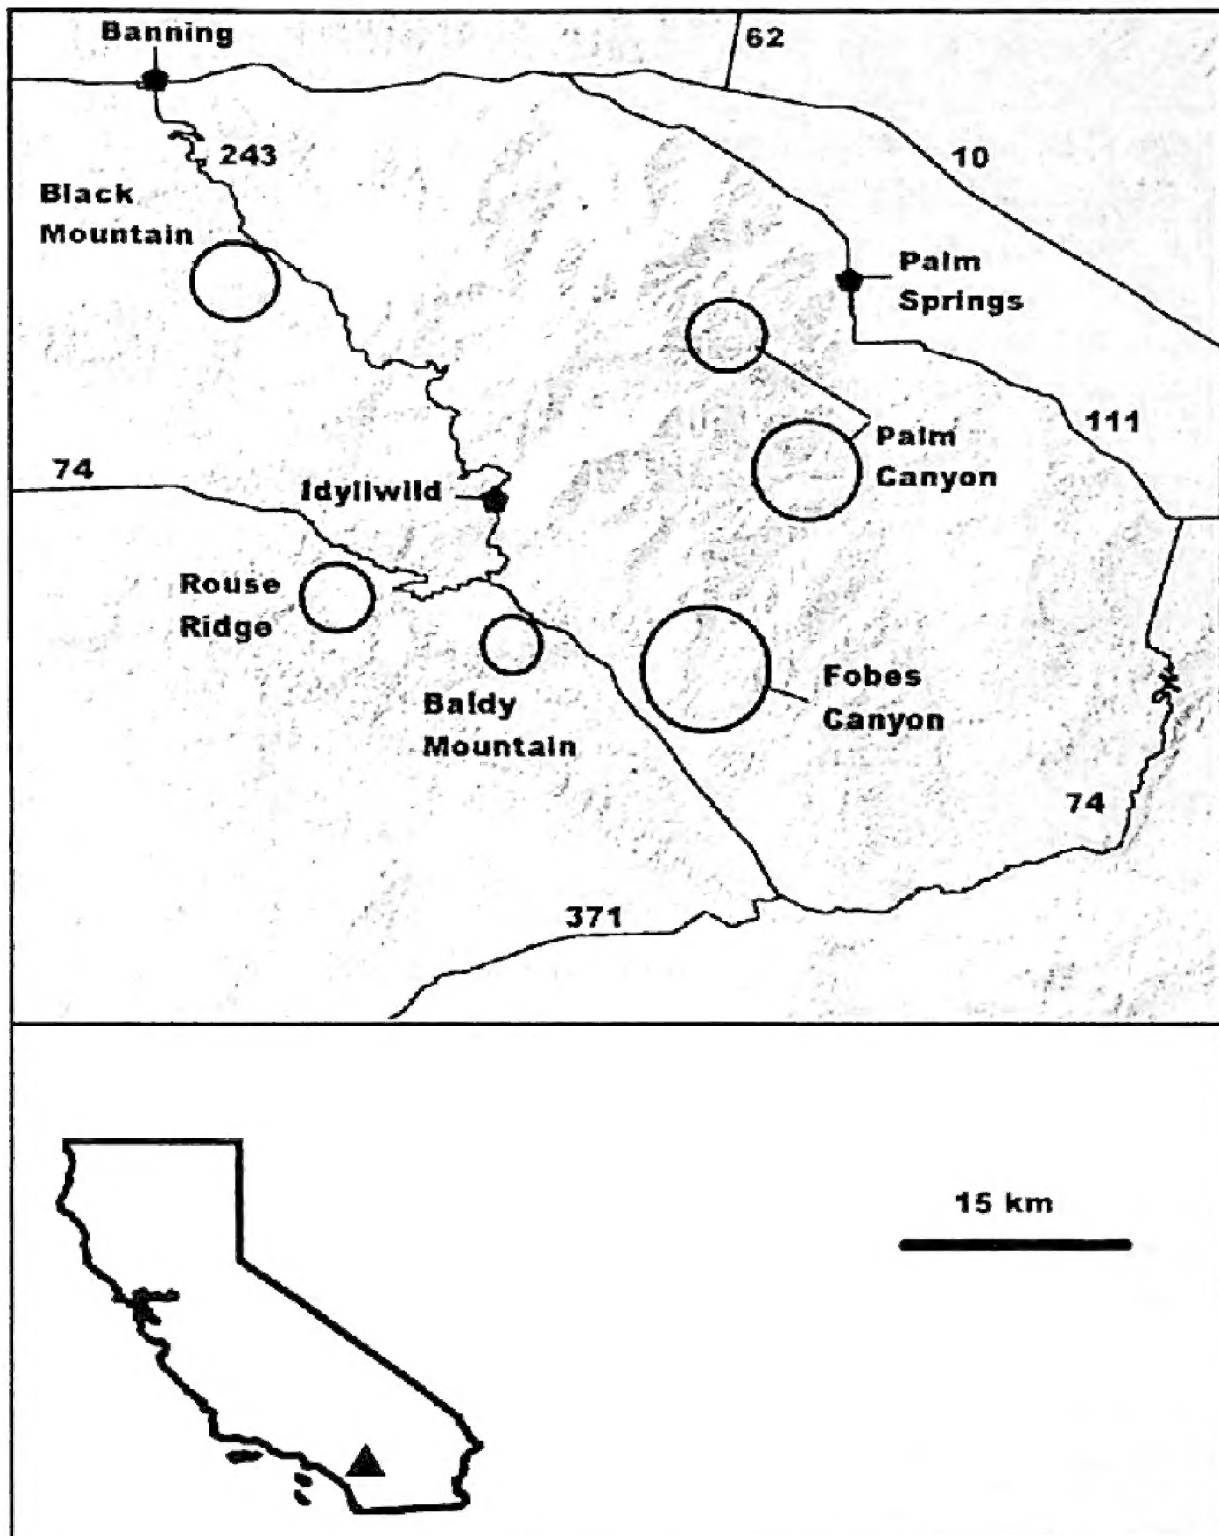 Banning
62
243
10
Black
Mountain
Palm
Springs
111
Palm
Canyon
74
Idyllwild
Rouse
Ridge
Fobes
Canyon
Baldy
Mountain
74
371
15 km